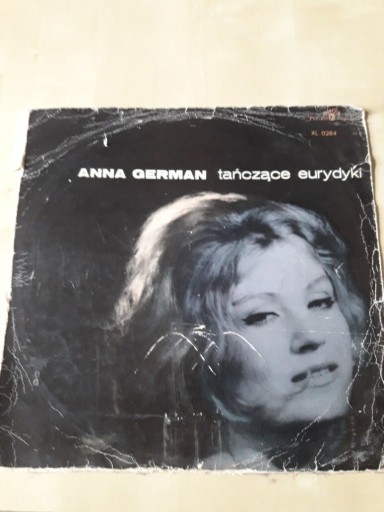 XL 0284
ANNA GERMAN tańczące eurydyki